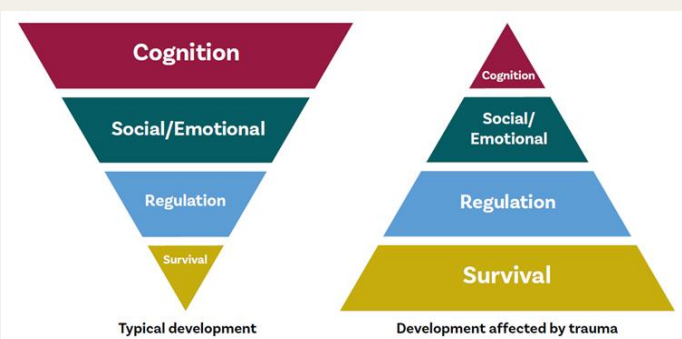 Cognition
Social/Emotional
Regulation
Survival
Typical development
Cognition
Social/
Emotional
Regulation
Survival
Development affected by trauma